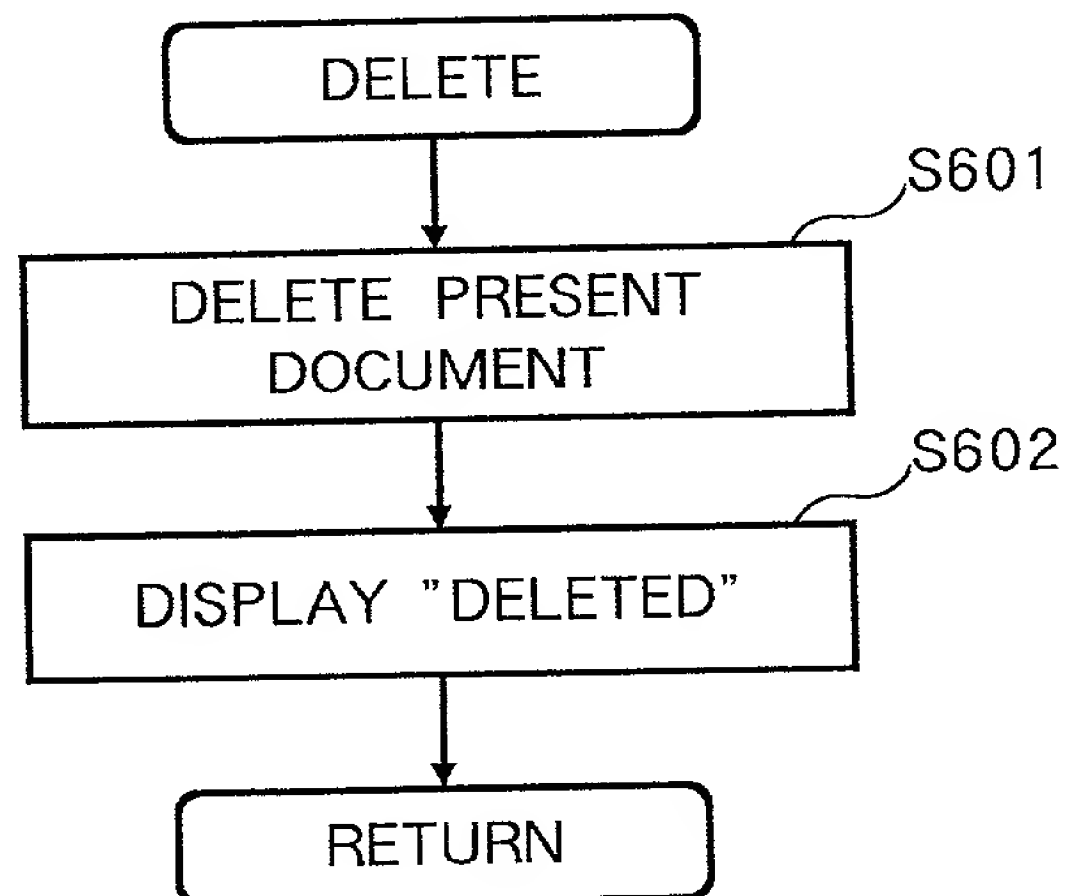 DELETE
S601
DELETE PRESENT
DOCUMENT
S602
DISPLAY ”DELETED”
RETURN